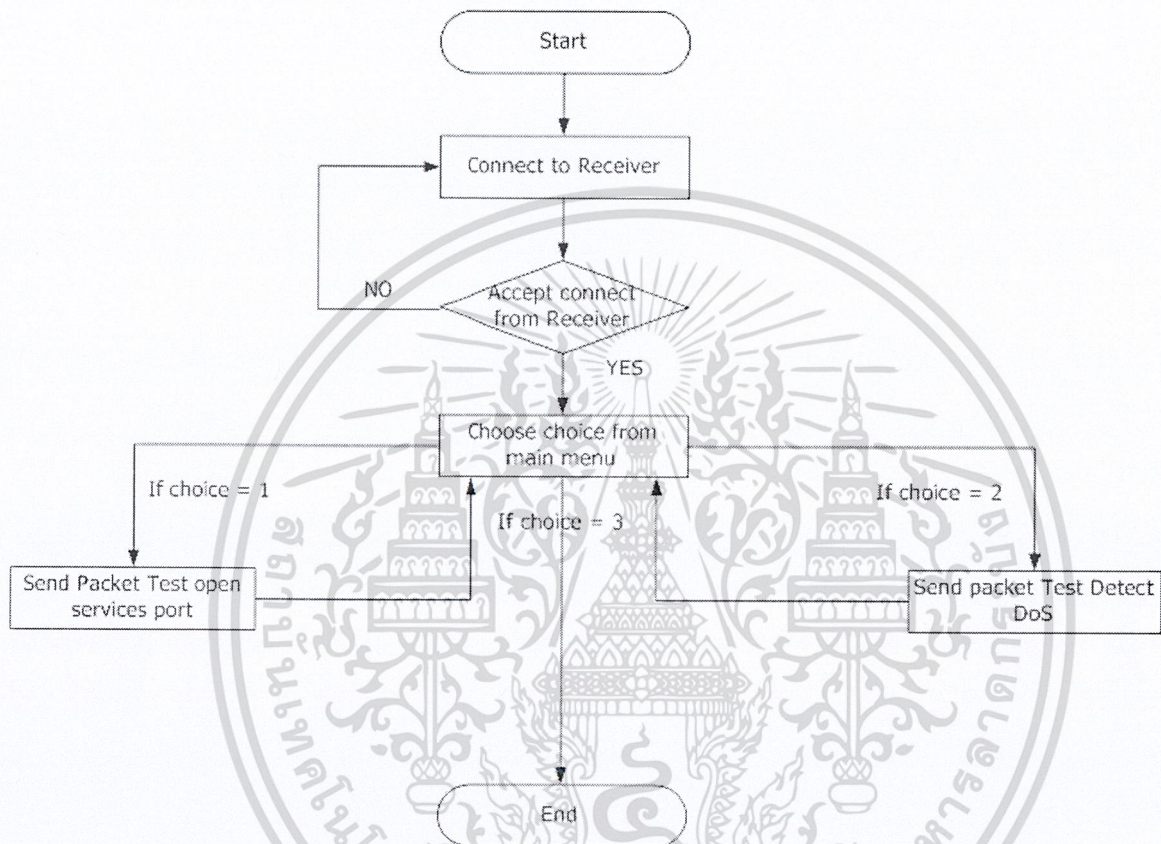 Start
Connect to Receiver
NO
Accept connect
from Receiver
YES
Choose choice from
main menu
If choice = 1
If choice = 2
If choice = 3
Send Packet Test open
services port
Send packet Test Detect
DoS
End